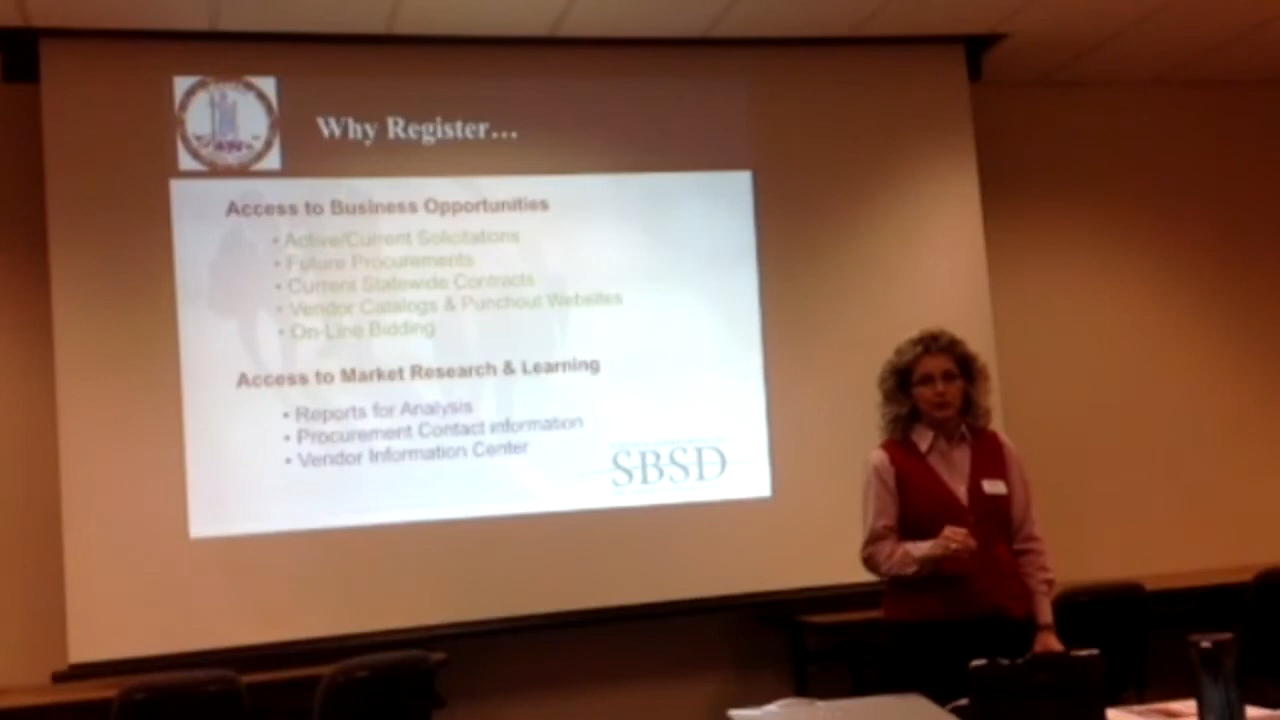 Why Register…
Access to Business Opportunities
• Active/Current Solicitations
• Future Procurements
• Current Statewide Contracts
• Vendor Catalogs & Punchout Websites
• On-Line Bidding
Access to Market Research & Learning
• Reports for Analysis
• Procurement Contact information
• Vendor Information Center
SBSD